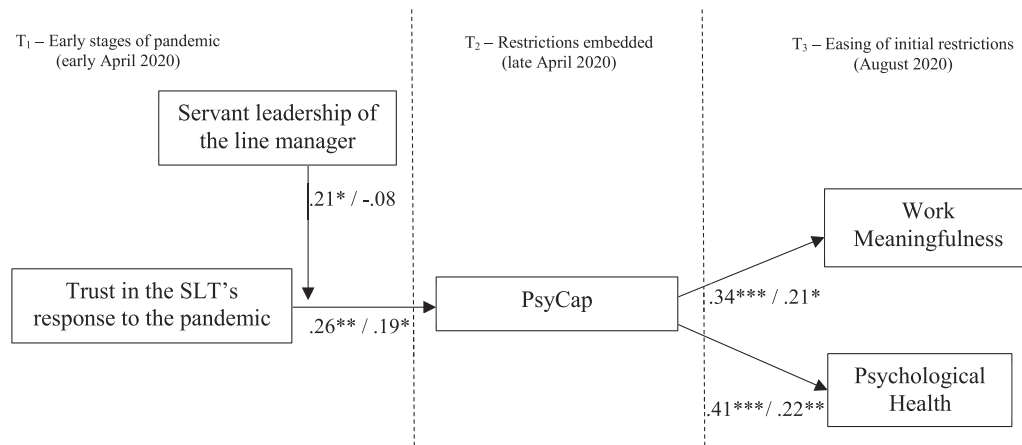 T₁ – Early stages of pandemic
(early April 2020)
T₂ – Restrictions embedded
(late April 2020)
T₃ – Easing of initial restrictions
(August 2020)
Servant leadership of
the line manager
.21* / -.08
Work
Meaningfulness
Trust in the SLT’s
response to the pandemic
PsyCap
.26** / .19*
.34*** / .21*
Psychological
Health
.41***/ .22**